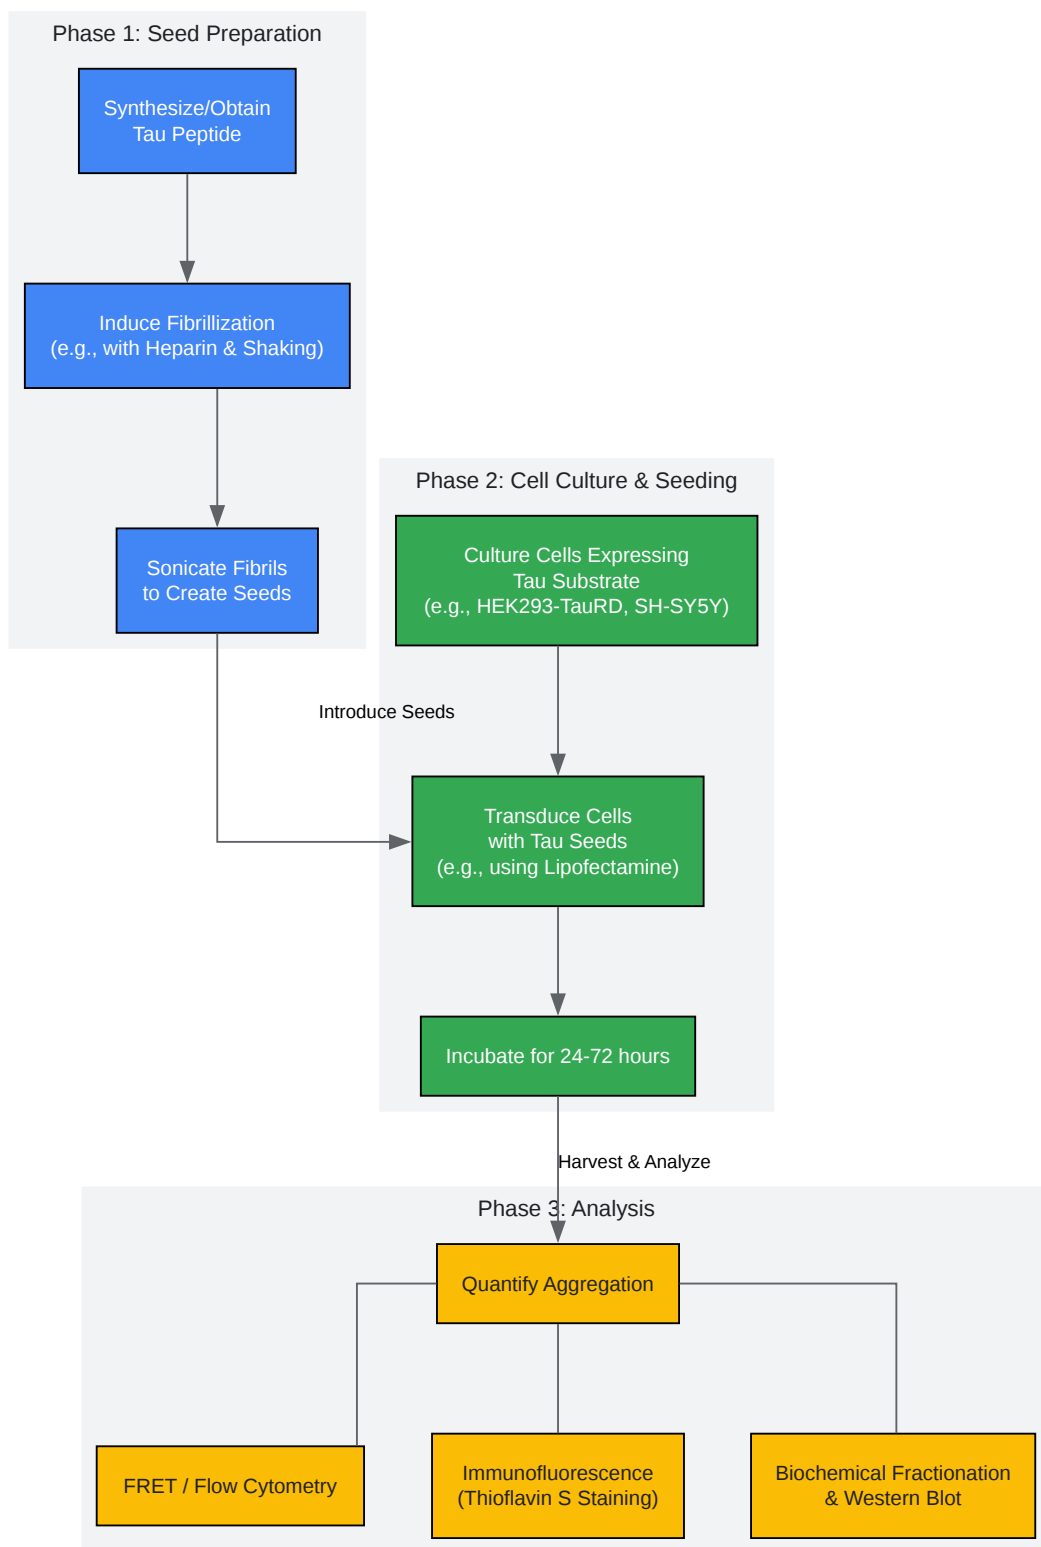 Phase 1: Seed Preparation
Synthesize/Obtain
Tau Peptide
Induce Fibrillization
(e.g., with Heparin & Shaking)
Sonicate Fibrils
to Create Seeds
Phase 2: Cell Culture & Seeding
Culture Cells Expressing
Tau Substrate
(e.g., HEK293-TauRD, SH-SY5Y)
Introduce Seeds
Transduce Cells
with Tau Seeds
(e.g., using Lipofectamine)
Incubate for 24-72 hours
Harvest & Analyze
Phase 3: Analysis
Quantify Aggregation
FRET / Flow Cytometry
Immunofluorescence
(Thioflavin S Staining)
Biochemical Fractionation
& Western Blot